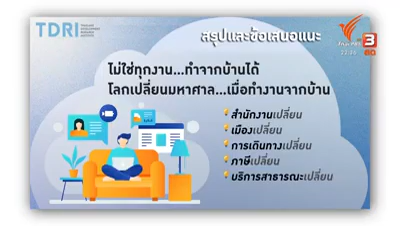 TDRI
สรุปและข้อเสนอแนะ
3
ไม่ใช่ทุกงาน...ทำจากบ้านได้
โลกเปลี่ยนมหาศาล...เมื่อทำงานจากบ้าน
สำนักงานเปลี่ยน
เมืองเปลี่ยน
การเดินทางเปลี่ยน
ภาษีเปลี่ยน
บริการสาธารณะเปลี่ยน